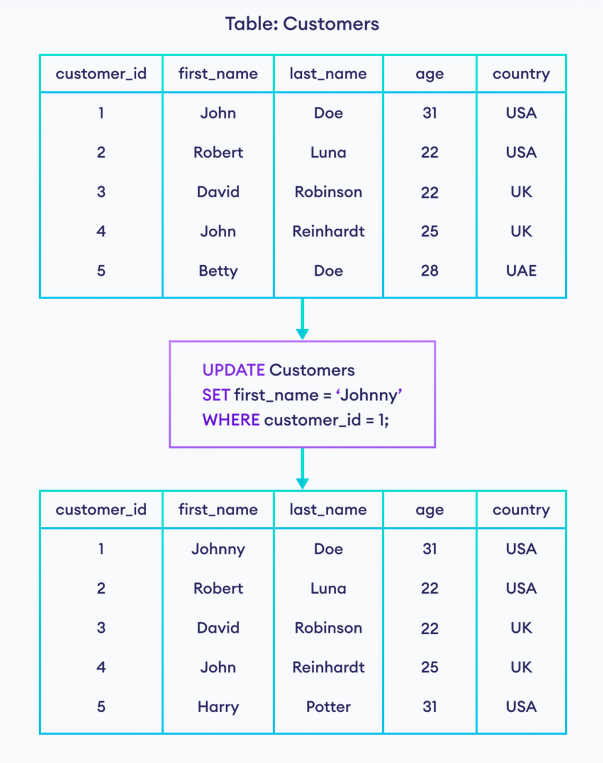 Table: Customers
customer_id first_name last_name age country
1 John Doe 31 USA
2 Robert Luna 22 USA
3 David Robinson 22 UK
4 John Reinhardt 25 UK
5 Betty Doe 28 UAE
UPDATE Customers
SET first_name = ‘Johnny’
WHERE customer_id = 1;
customer_id first_name last_name age country
1 Johnny Doe 31 USA
2 Robert Luna 22 USA
3 David Robinson 22 UK
4 John Reinhardt 25 UK
5 Harry Potter 31 USA